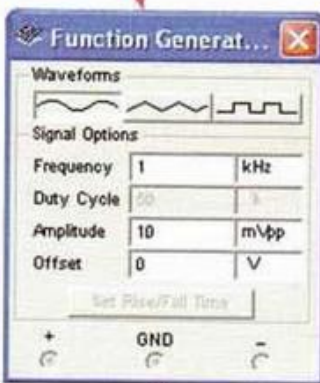 Function Generat...
Waveforms
Signal Options
Frequency 1 kHz
Duty Cycle 50 %
Amplitude 10 mVpp
Offset 0 V
Set Rise/Fall Time
+ GND -